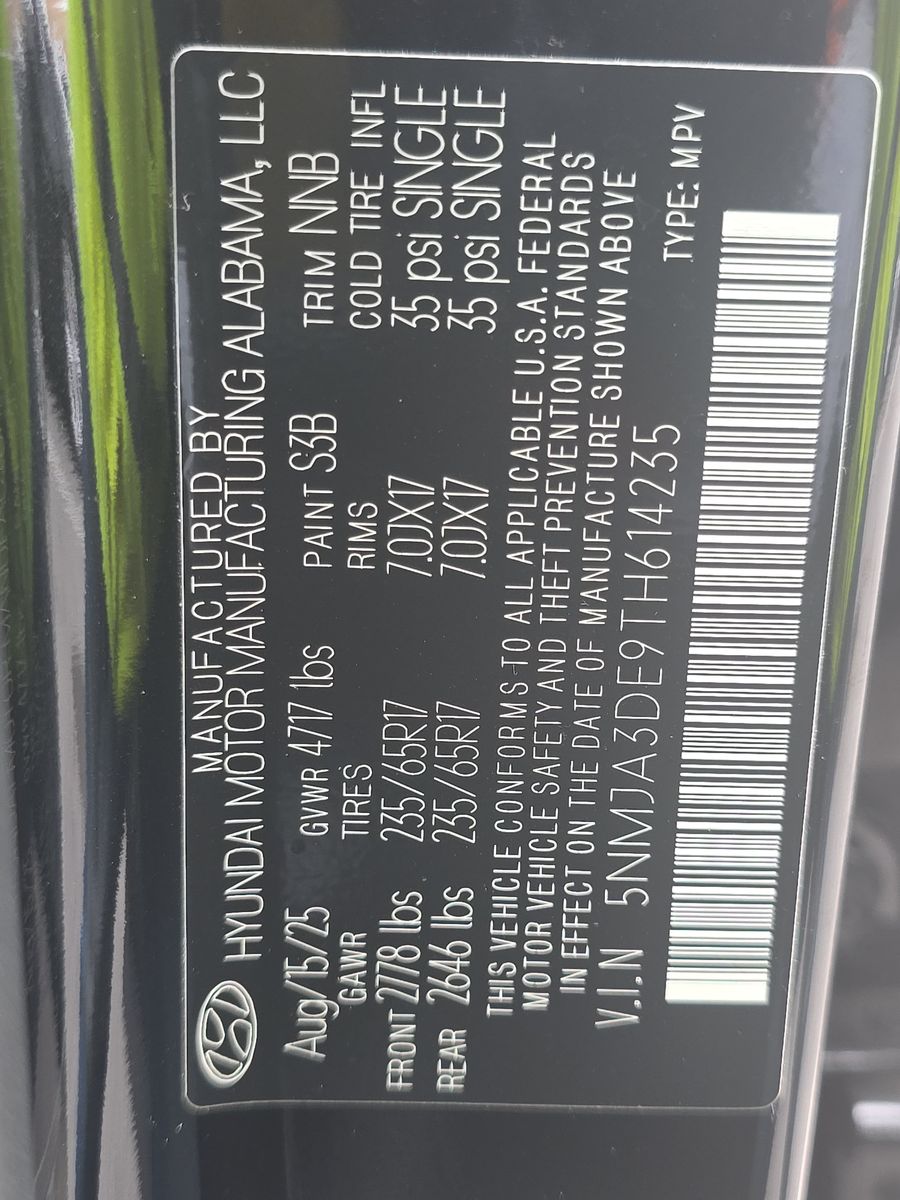 MANUFACTURED BY
HYUNDAI MOTOR MANUFACTURING ALABAMA, LLC
Aug/15/25 GVWR 4717 lbs PAINT S3B TRIM NNB
GAWR TIRES RIMS COLD TIRE INFL
FRONT 2778 lbs 235/65R17 7.0JX17 35 psi SINGLE
REAR 2646 lbs 235/65R17 7.0JX17 35 psi SINGLE
THIS VEHICLE CONFORMS TO ALL APPLICABLE U.S.A. FEDERAL
MOTOR VEHICLE SAFETY AND THEFT PREVENTION STANDARDS
IN EFFECT ON THE DATE OF MANUFACTURE SHOWN ABOVE
V.I.N 5NMJA3DE9TH614235 TYPE: MPV